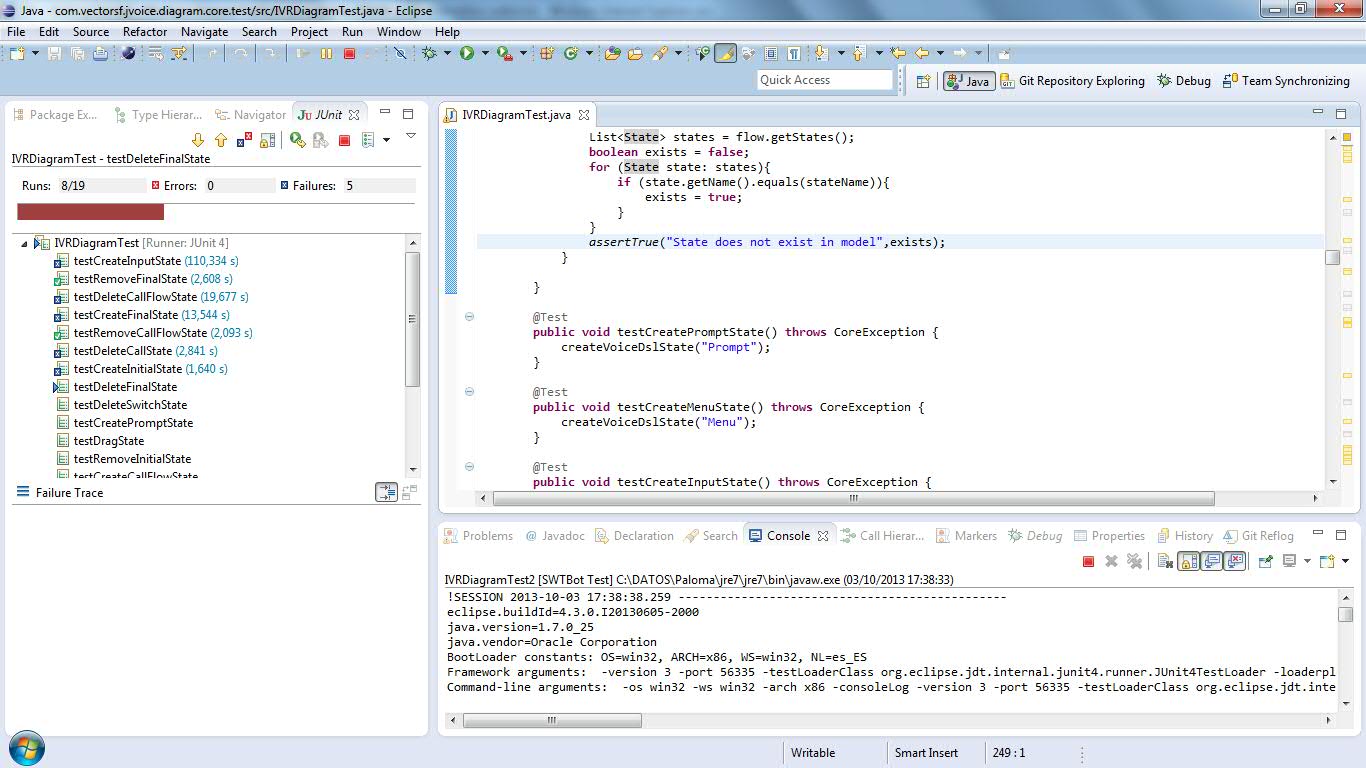 Java - com.vectorsf.jvoice.diagram.core.test/src/IVRDiagramTest.java - Eclipse
File Edit Source Refactor Navigate Search Project Run Window Help
Quick Access
Java Git Repository Exploring Debug Team Synchronizing
Package Ex... Type Hierar... Navigator JUnit
IVRDiagramTest - testDeleteFinalState
Runs: 8/19 Errors: 0 Failures: 5
IVRDiagramTest [Runner: JUnit 4]
testCreateInputState (110,334 s)
testRemoveFinalState (2,608 s)
testDeleteCallFlowState (19,677 s)
testCreateFinalState (13,544 s)
testRemoveCallFlowState (2,093 s)
testDeleteCallState (2,841 s)
testCreateInitialState (1,640 s)
testDeleteFinalState
testDeleteSwitchState
testCreatePromptState
testDragState
testRemoveInitialState
testCreateCallFlowState
Failure Trace
IVRDiagramTest.java
List<State> states = flow.getStates();
boolean exists = false;
for (State state: states){
if (state.getName().equals(stateName)){
exists = true;
}
}
assertTrue("State does not exist in model",exists);
}
}
@Test
public void testCreatePromptState() throws CoreException {
createVoiceDslState("Prompt");
}
@Test
public void testCreateMenuState() throws CoreException {
createVoiceDslState("Menu");
}
@Test
public void testCreateInputState() throws CoreException {
Problems @ Javadoc Declaration Search Console Call Hierar... Markers Debug Properties History Git Reflog
IVRDiagramTest2 [SWTBot Test] C:\DATOS\Paloma\jre7\jre7\bin\javaw.exe (03/10/2013 17:38:33)
!SESSION 2013-10-03 17:38:38.259 -----------------------------------------------
eclipse.buildId=4.3.0.I20130605-2000
java.version=1.7.0_25
java.vendor=Oracle Corporation
BootLoader constants: OS=win32, ARCH=x86, WS=win32, NL=es_ES
Framework arguments:  -version 3 -port 56335 -testLoaderClass org.eclipse.jdt.internal.junit4.runner.JUnit4TestLoader -loaderpl
Command-line arguments:  -os win32 -ws win32 -arch x86 -consoleLog -version 3 -port 56335 -testLoaderClass org.eclipse.jdt.inte
Writable Smart Insert 249 : 1